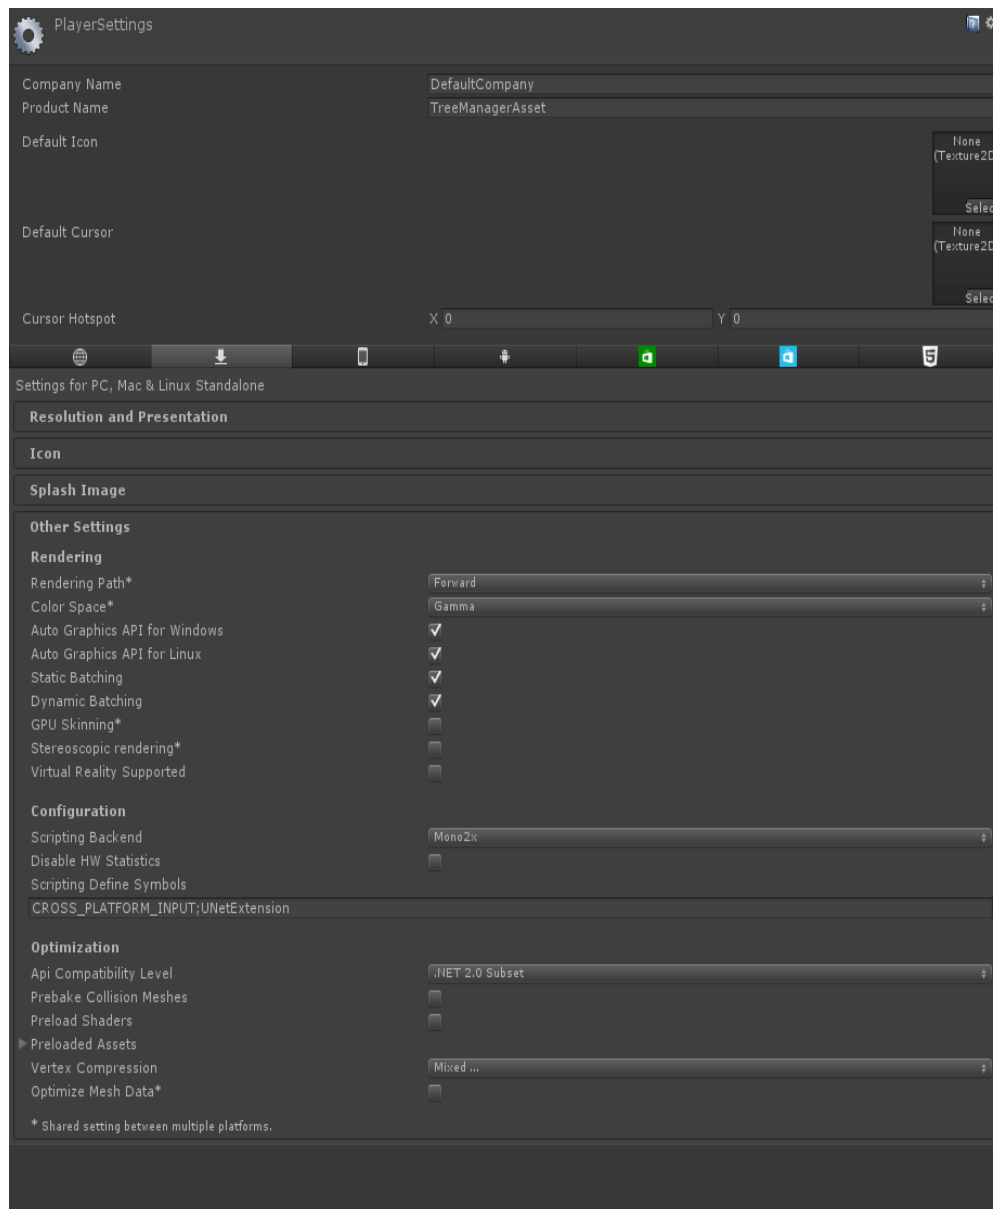 PlayerSettings
Company Name DefaultCompany
Product Name TreeManagerAsset
Default Icon
None
(Texture2D
Selec
Default Cursor
None
(Texture2D
Selec
Cursor Hotspot X 0 Y 0
Settings for PC, Mac & Linux Standalone
Resolution and Presentation
Icon
Splash Image
Other Settings
Rendering
Rendering Path* Forward
Color Space* Gamma
Auto Graphics API for Windows
Auto Graphics API for Linux
Static Batching
Dynamic Batching
GPU Skinning*
Stereoscopic rendering*
Virtual Reality Supported
Configuration
Scripting Backend Mono2x
Disable HW Statistics
Scripting Define Symbols
CROSS_PLATFORM_INPUT;UNetExtension
Optimization
Api Compatibility Level .NET 2.0 Subset
Prebake Collision Meshes
Preload Shaders
Preloaded Assets
Vertex Compression Mixed ...
Optimize Mesh Data*
* Shared setting between multiple platforms.